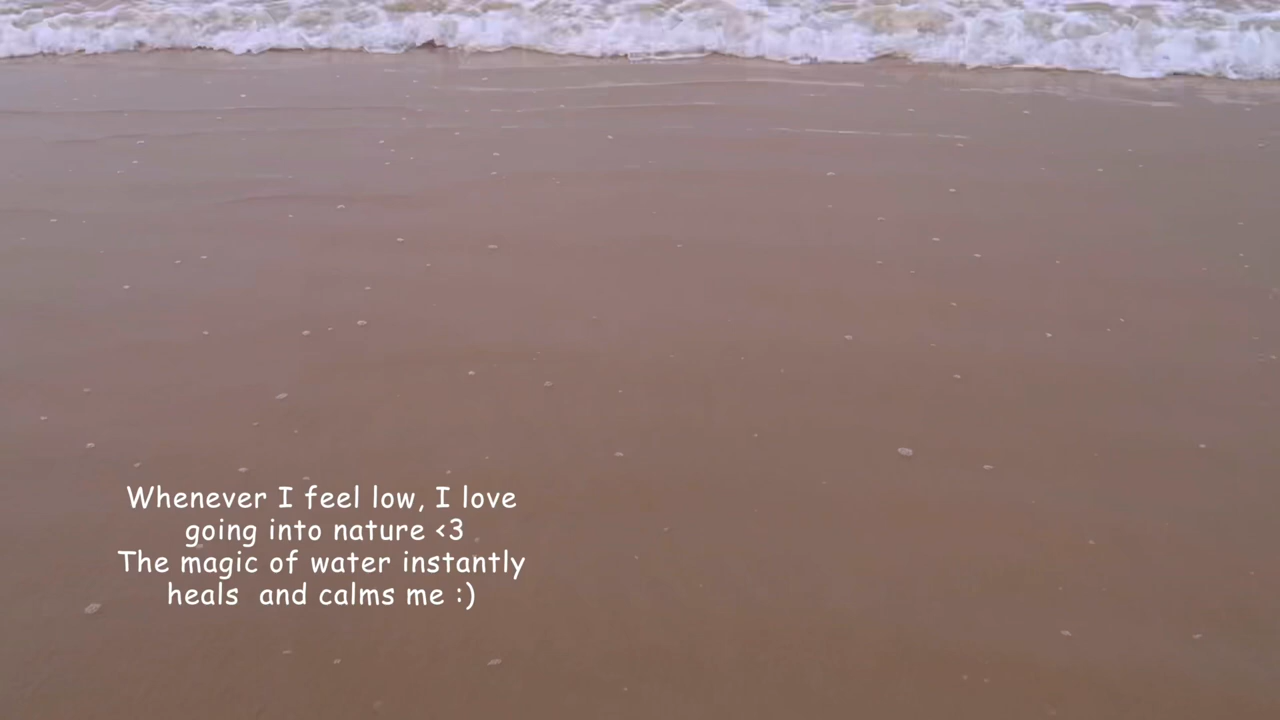 Whenever I feel low, I love
going into nature <3
The magic of water instantly
heals  and calms me :)